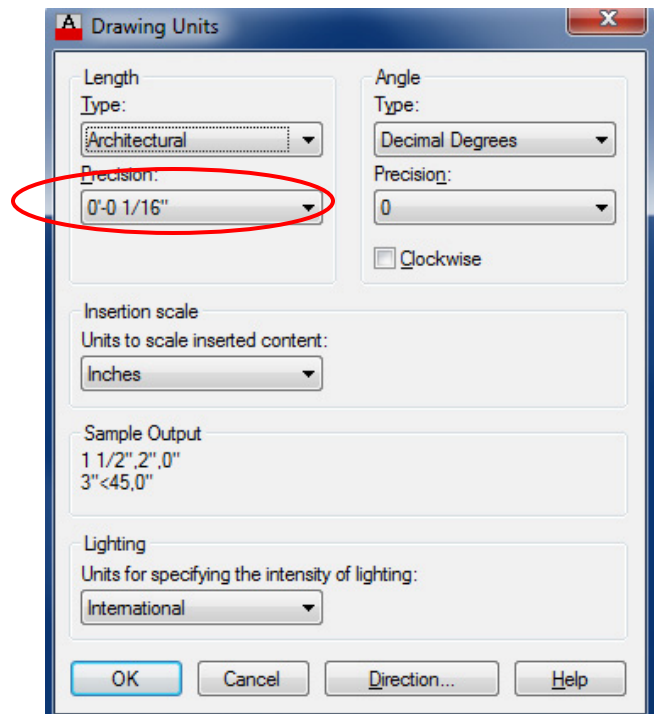 A Drawing Units
Length
Type:
Architectural
Precision:
0'-0 1/16"
Angle
Type:
Decimal Degrees
Precision:
0
Clockwise
Insertion scale
Units to scale inserted content:
Inches
Sample Output
1 1/2",2",0"
3"<45,0"
Lighting
Units for specifying the intensity of lighting:
International
OK Cancel Direction... Help